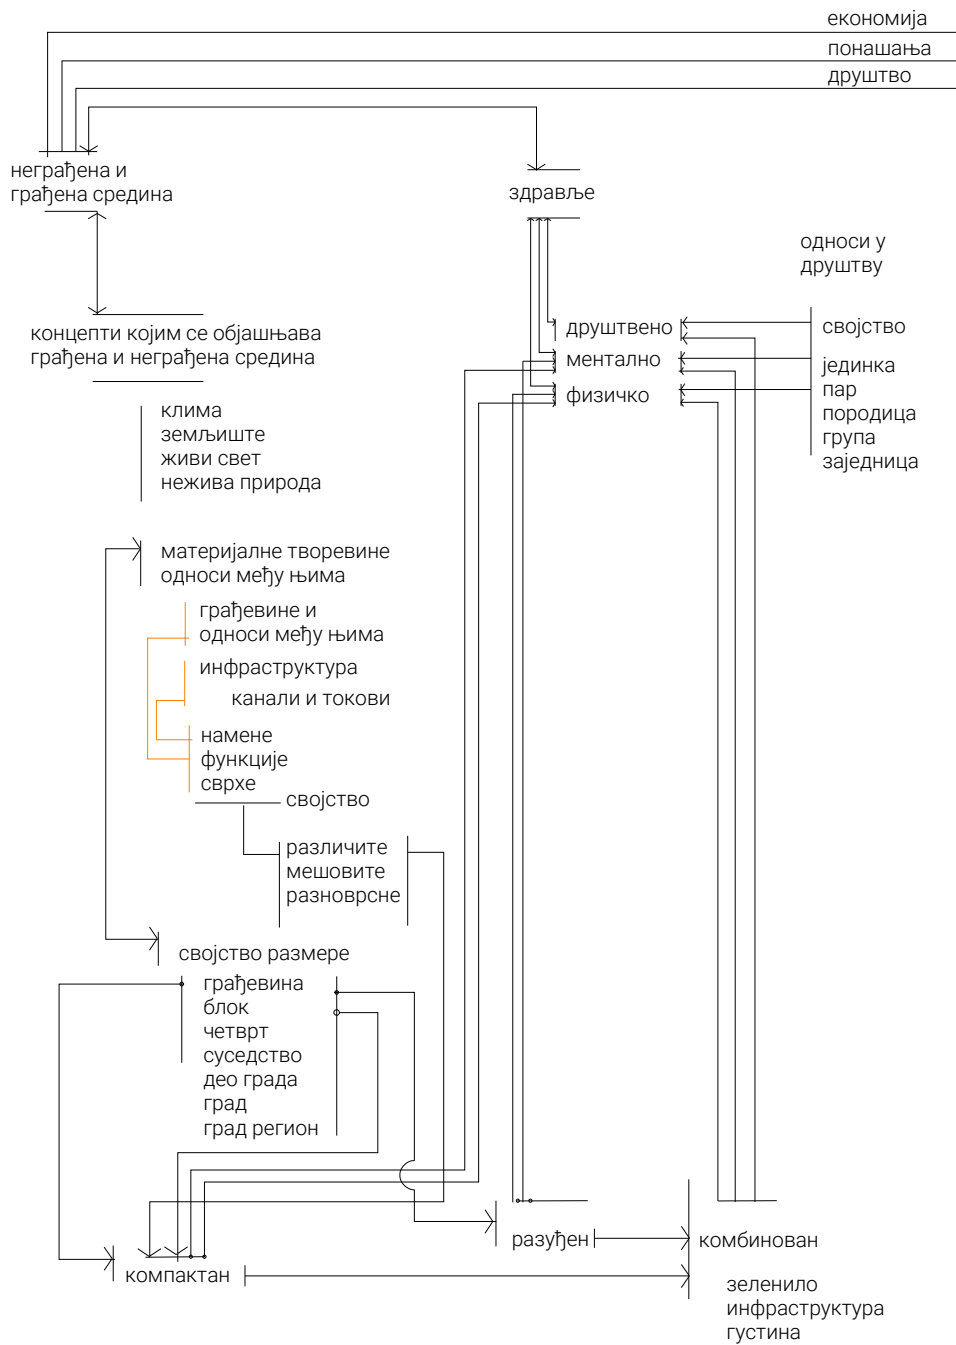 економија
понашања
друштво
неграђена и
грађена средина
здравље
односи у
друштву
концепти којим се објашњава
грађена и неграђена средина
друштвено
ментално
физичко
својство
јединка
пар
породица
група
заједница
клима
земљиште
живи свет
нежива природа
материјалне творевине
односи међу њима
грађевине и
односи међу њима
инфраструктура
канали и токови
намене
функције
сврхе
својство
различите
мешовите
разноврсне
својство размере
грађевина
блок
четврт
суседство
део града
град
град регион
разуђен
комбинован
компактан
зеленило
инфраструктура
густина